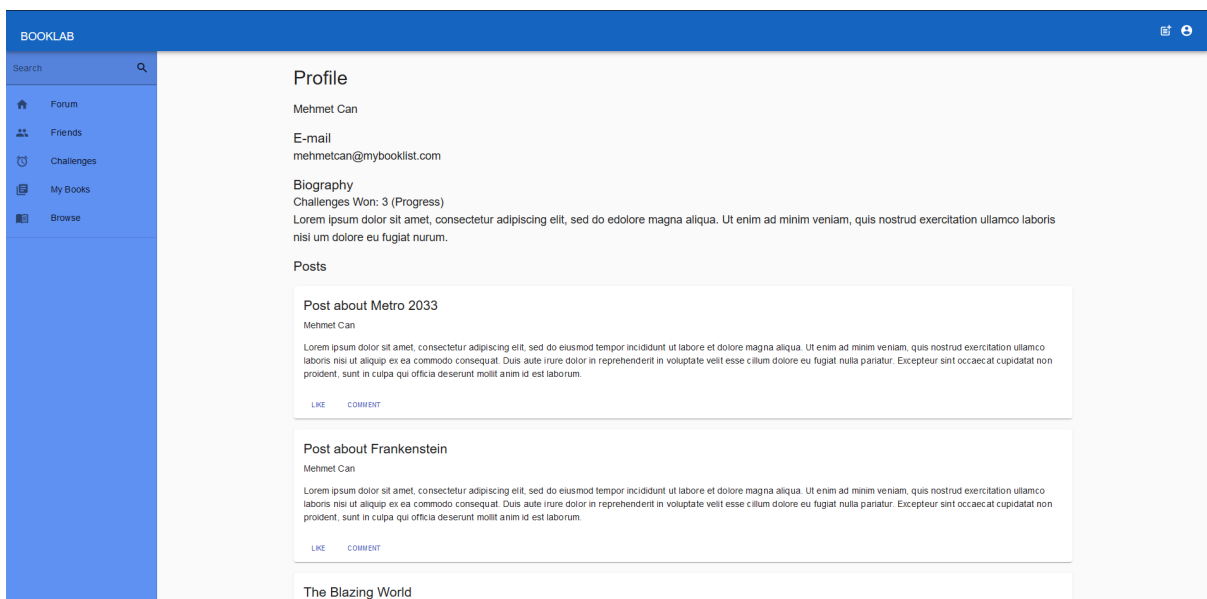 BOOKLAB
Search
Forum
Friends
Challenges
My Books
Browse
Profile
Mehmet Can
E-mail
mehmetcan@mybooklist.com
Biography
Challenges Won: 3 (Progress)
Lorem ipsum dolor sit amet, consectetur adipiscing elit, sed do edolore magna aliqua. Ut enim ad minim veniam, quis nostrud exercitation ullamco laboris
nisi um dolore eu fugiat nurum.
Posts
Post about Metro 2033
Mehmet Can
Lorem ipsum dolor sit amet, consectetur adipiscing elit, sed do eiusmod tempor incididunt ut labore et dolore magna aliqua. Ut enim ad minim veniam, quis nostrud exercitation ullamco
laboris nisi ut aliquip ex ea commodo consequat. Duis aute irure dolor in reprehenderit in voluptate velit esse cillum dolore eu fugiat nulla pariatur. Excepteur sint occaecat cupidatat non
proident, sunt in culpa qui officia deserunt mollit anim id est laborum.
LIKE COMMENT
Post about Frankenstein
Mehmet Can
Lorem ipsum dolor sit amet, consectetur adipiscing elit, sed do eiusmod tempor incididunt ut labore et dolore magna aliqua. Ut enim ad minim veniam, quis nostrud exercitation ullamco
laboris nisi ut aliquip ex ea commodo consequat. Duis aute irure dolor in reprehenderit in voluptate velit esse cillum dolore eu fugiat nulla pariatur. Excepteur sint occaecat cupidatat non
proident, sunt in culpa qui officia deserunt mollit anim id est laborum.
LIKE COMMENT
The Blazing World